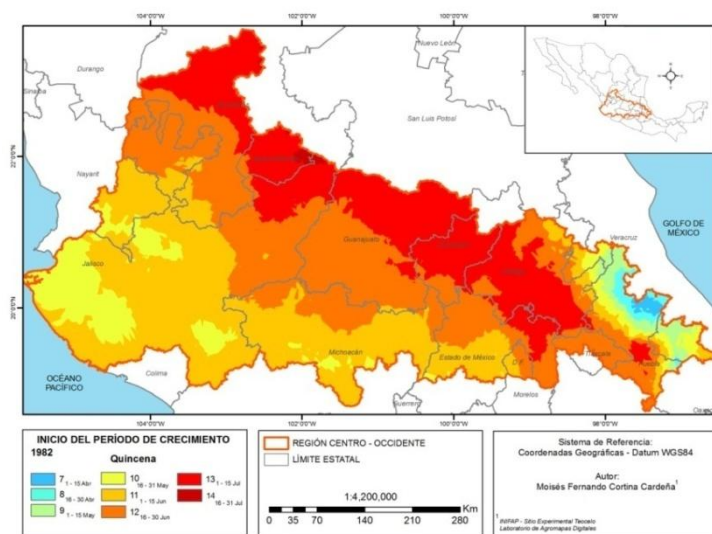 104°0'0"O
102°0'0"O
100°0'0"O
98°0'0"O
Nuevo León
Durango
Sinaloa
San Luis Potosí
22°0'0"N
Nayarit
GOLFO DE
MÉXICO
Veracruz
Guanajuato
Jalisco
20°0'0"N
Michoacán
Estado de México
D.F.
Tlaxcala
Puebla
OCÉANO
PACÍFICO
Colima
Guerrero
Morelos
104°0'0"O
102°0'0"O
100°0'0"O
98°0'0"O
INICIO DEL PERÍODO DE CRECIMIENTO
1982
Quincena
7 1 - 15 Abr
8 16 - 30 Abr
9 1 - 15 May
10 16 - 31 May
11 1 - 15 Jun
12 16 - 30 Jun
13 1 - 15 Jul
14 16 - 31 Jul
REGIÓN CENTRO - OCCIDENTE
LÍMITE ESTATAL
1:4,200,000
0 35 70 140 210 280 Km
Sistema de Referencia:
Coordenadas Geográficas - Datum WGS84
Autor:
Moisés Fernando Cortina Cardeña 1
1
INIFAP - Sitio Experimental Teocelo
Laboratorio de Agromapas Digitales